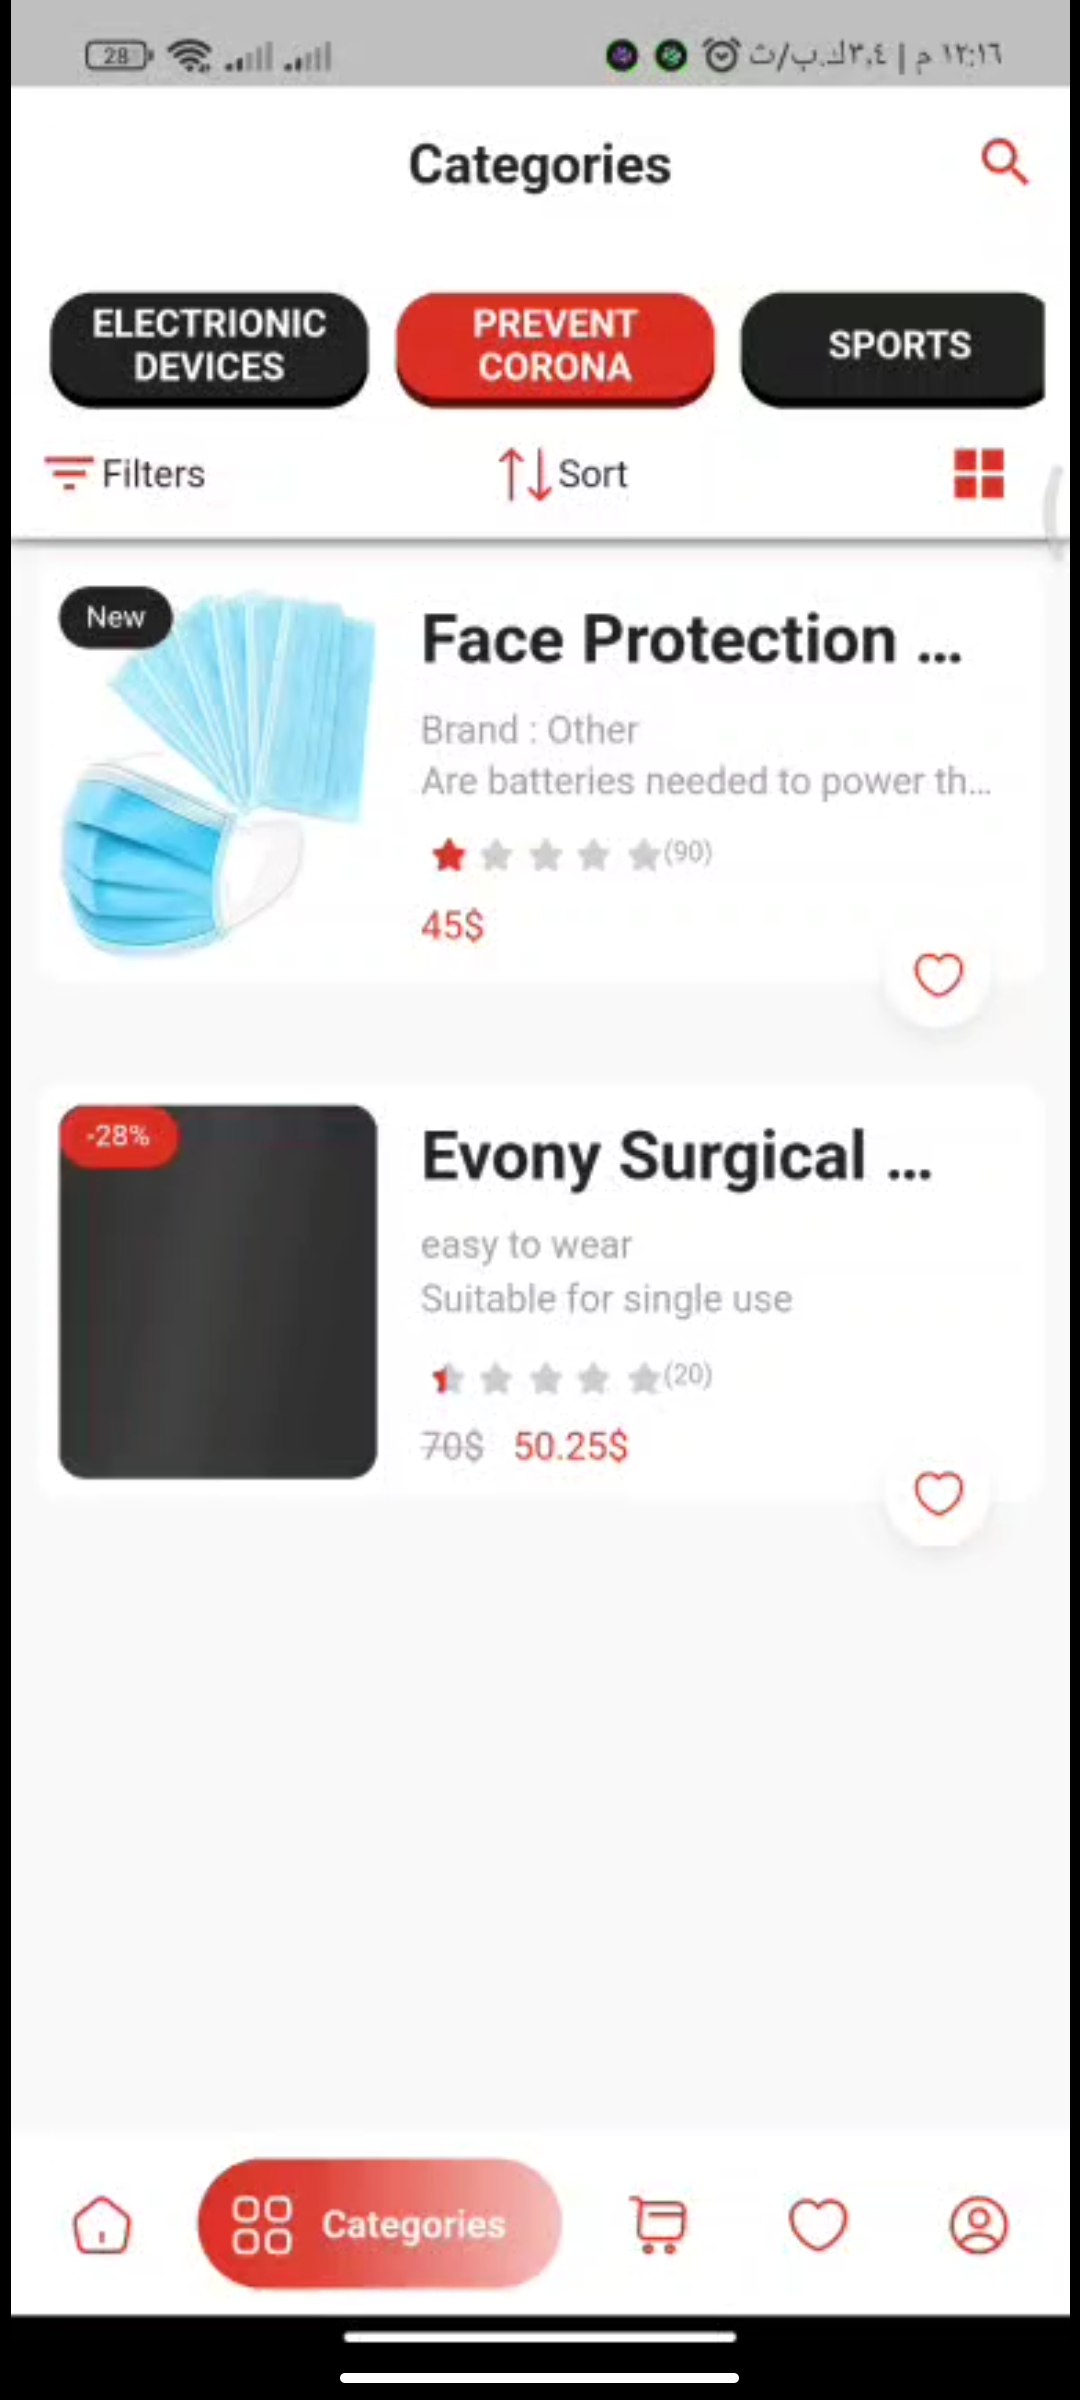 28 ١٢:١٦ م | ٣,٤ك.ب/ث
Categories
ELECTRIONIC
DEVICES
PREVENT
CORONA
SPORTS
Filters
Sort
New
Face Protection ...
Brand : Other
Are batteries needed to power th...
(90)
45$
-28%
Evony Surgical ...
easy to wear
Suitable for single use
(20)
70$ 50.25$
Categories